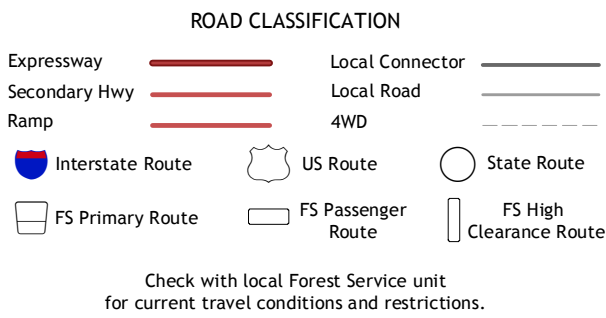 ROAD CLASSIFICATION
Expressway
Local Connector
Secondary Hwy
Local Road
Ramp
4WD
Interstate Route
US Route
State Route
FS Primary Route
FS Passenger
Route
FS High
Clearance Route
Check with local Forest Service unit
for current travel conditions and restrictions.